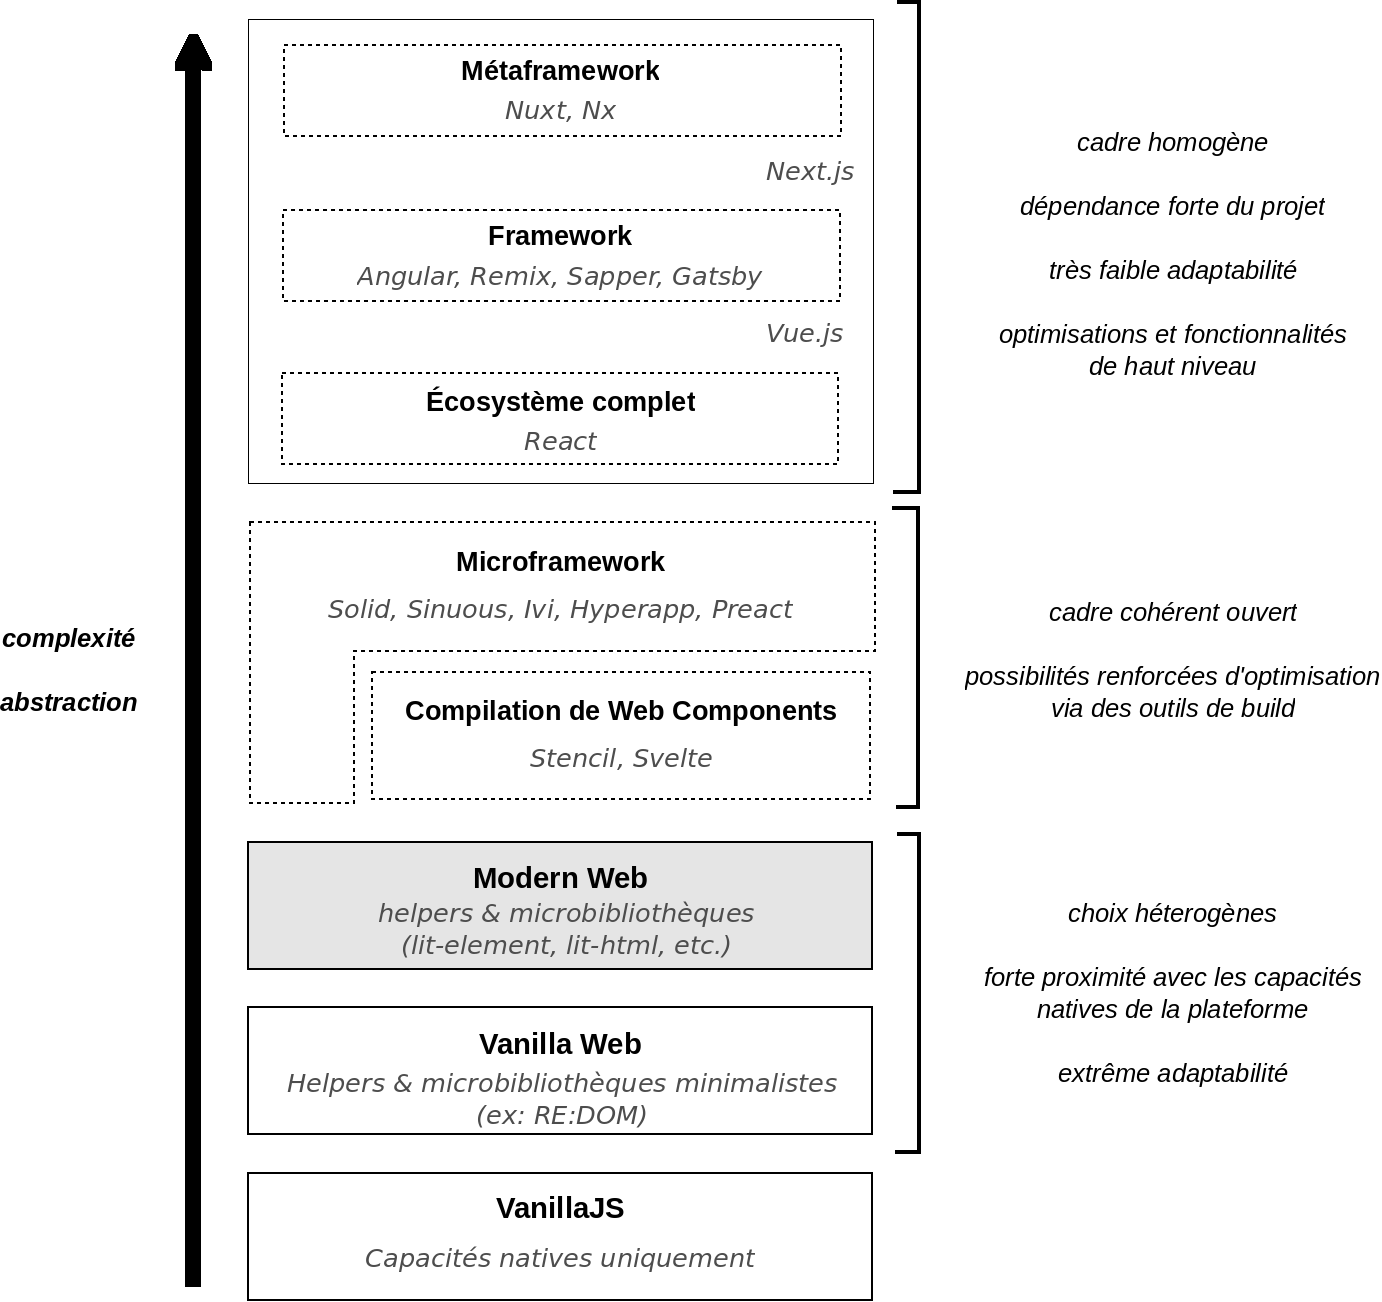 Métaframework
Nuxt, Nx
Next.js
Framework
Angular, Remix, Sapper, Gatsby
Vue.js
Écosystème complet
React
cadre homogène
dépendance forte du projet
très faible adaptabilité
optimisations et fonctionnalités
de haut niveau
complexité
abstraction
Microframework
Solid, Sinuous, Ivi, Hyperapp, Preact
Compilation de Web Components
Stencil, Svelte
cadre cohérent ouvert
possibilités renforcées d'optimisation
via des outils de build
Modern Web
helpers & microbibliothèques
(lit-element, lit-html, etc.)
Vanilla Web
Helpers & microbibliothèques minimalistes
(ex: RE:DOM)
choix héterogènes
forte proximité avec les capacités
natives de la plateforme
extrême adaptabilité
VanillaJS
Capacités natives uniquement